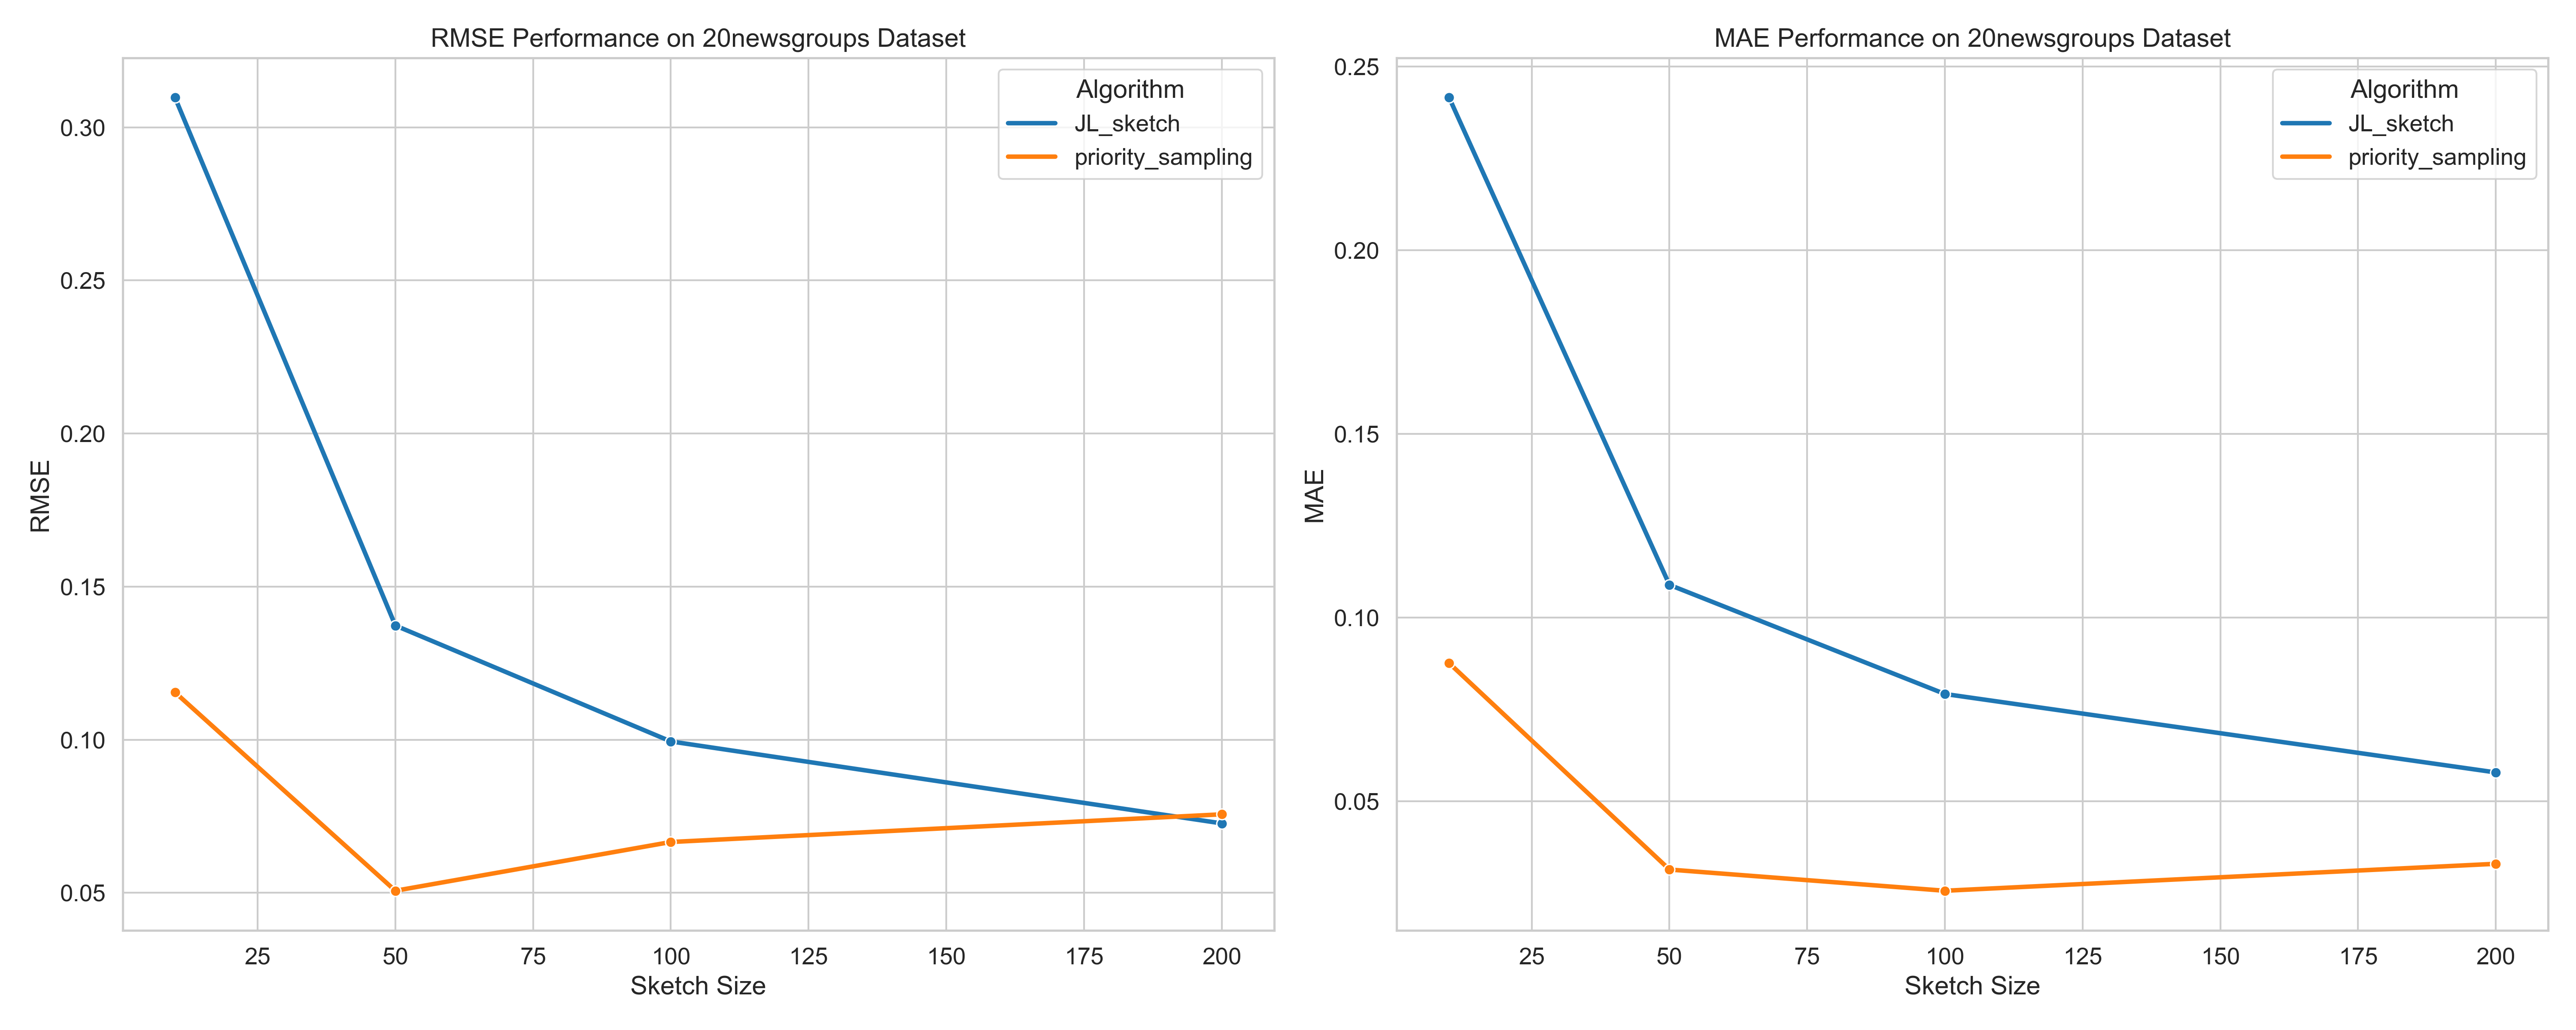 RMSE Performance on 20newsgroups Dataset
Algorithm
JL_sketch
priority_sampling
RMSE
0.30
0.25
0.20
0.15
0.10
0.05
25 50 75 100 125 150 175 200
Sketch Size
MAE Performance on 20newsgroups Dataset
Algorithm
JL_sketch
priority_sampling
MAE
0.25
0.20
0.15
0.10
0.05
25 50 75 100 125 150 175 200
Sketch Size